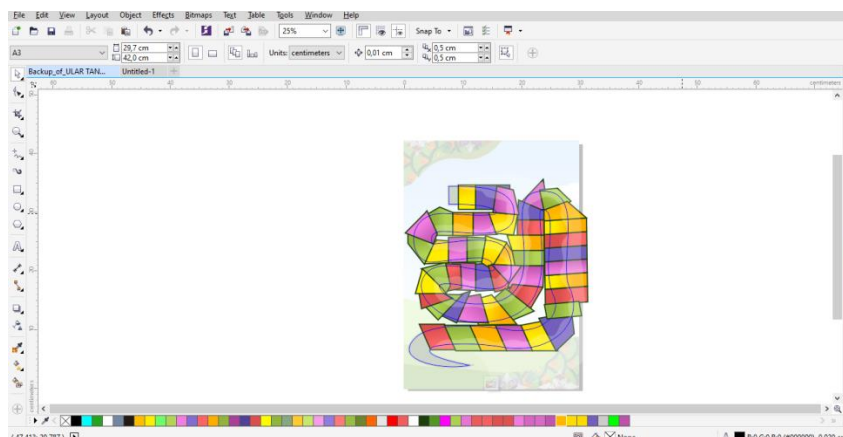 File Edit View Layout Object Effects Bitmaps Text Table Tools Window Help
25% Snap To
A3 29,7 cm 42,0 cm Units: centimeters 0,01 cm 0,5 cm 0,5 cm
Backup_of_ULAR TAN... Untitled-1
centimeters
None